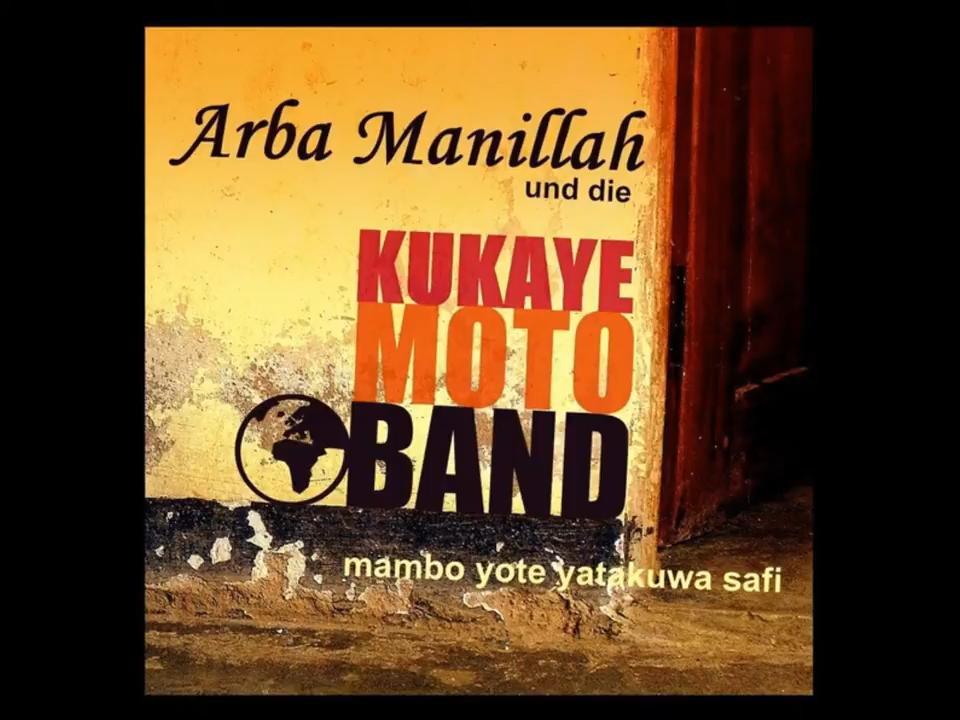 Arba Manillah
und die
KUKAYE
MOTO
BAND
mambo yote yatakuwa safi